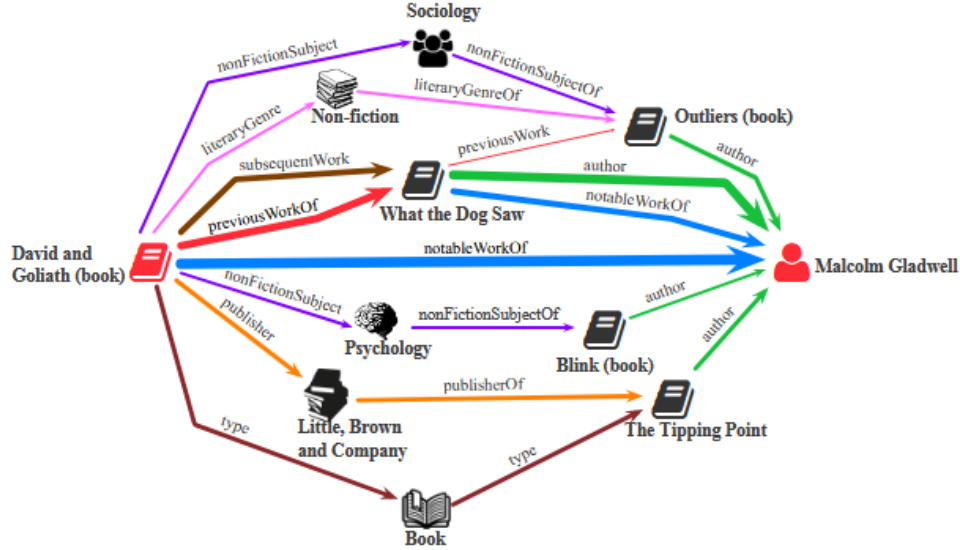 Sociology
nonFictionSubject
nonFictionSubjectOf
literaryGenreOf
Non-fiction
literaryGenre
Outliers (book)
previousWork
author
subsequentWork
author
What the Dog Saw
notableWorkOf
previousWorkOf
David and
Goliath (book)
notableWorkOf
Malcolm Gladwell
nonFictionSubject
author
nonFictionSubjectOf
publisher
Psychology
Blink (book)
author
publisherOf
Little, Brown
and Company
The Tipping Point
type
type
Book